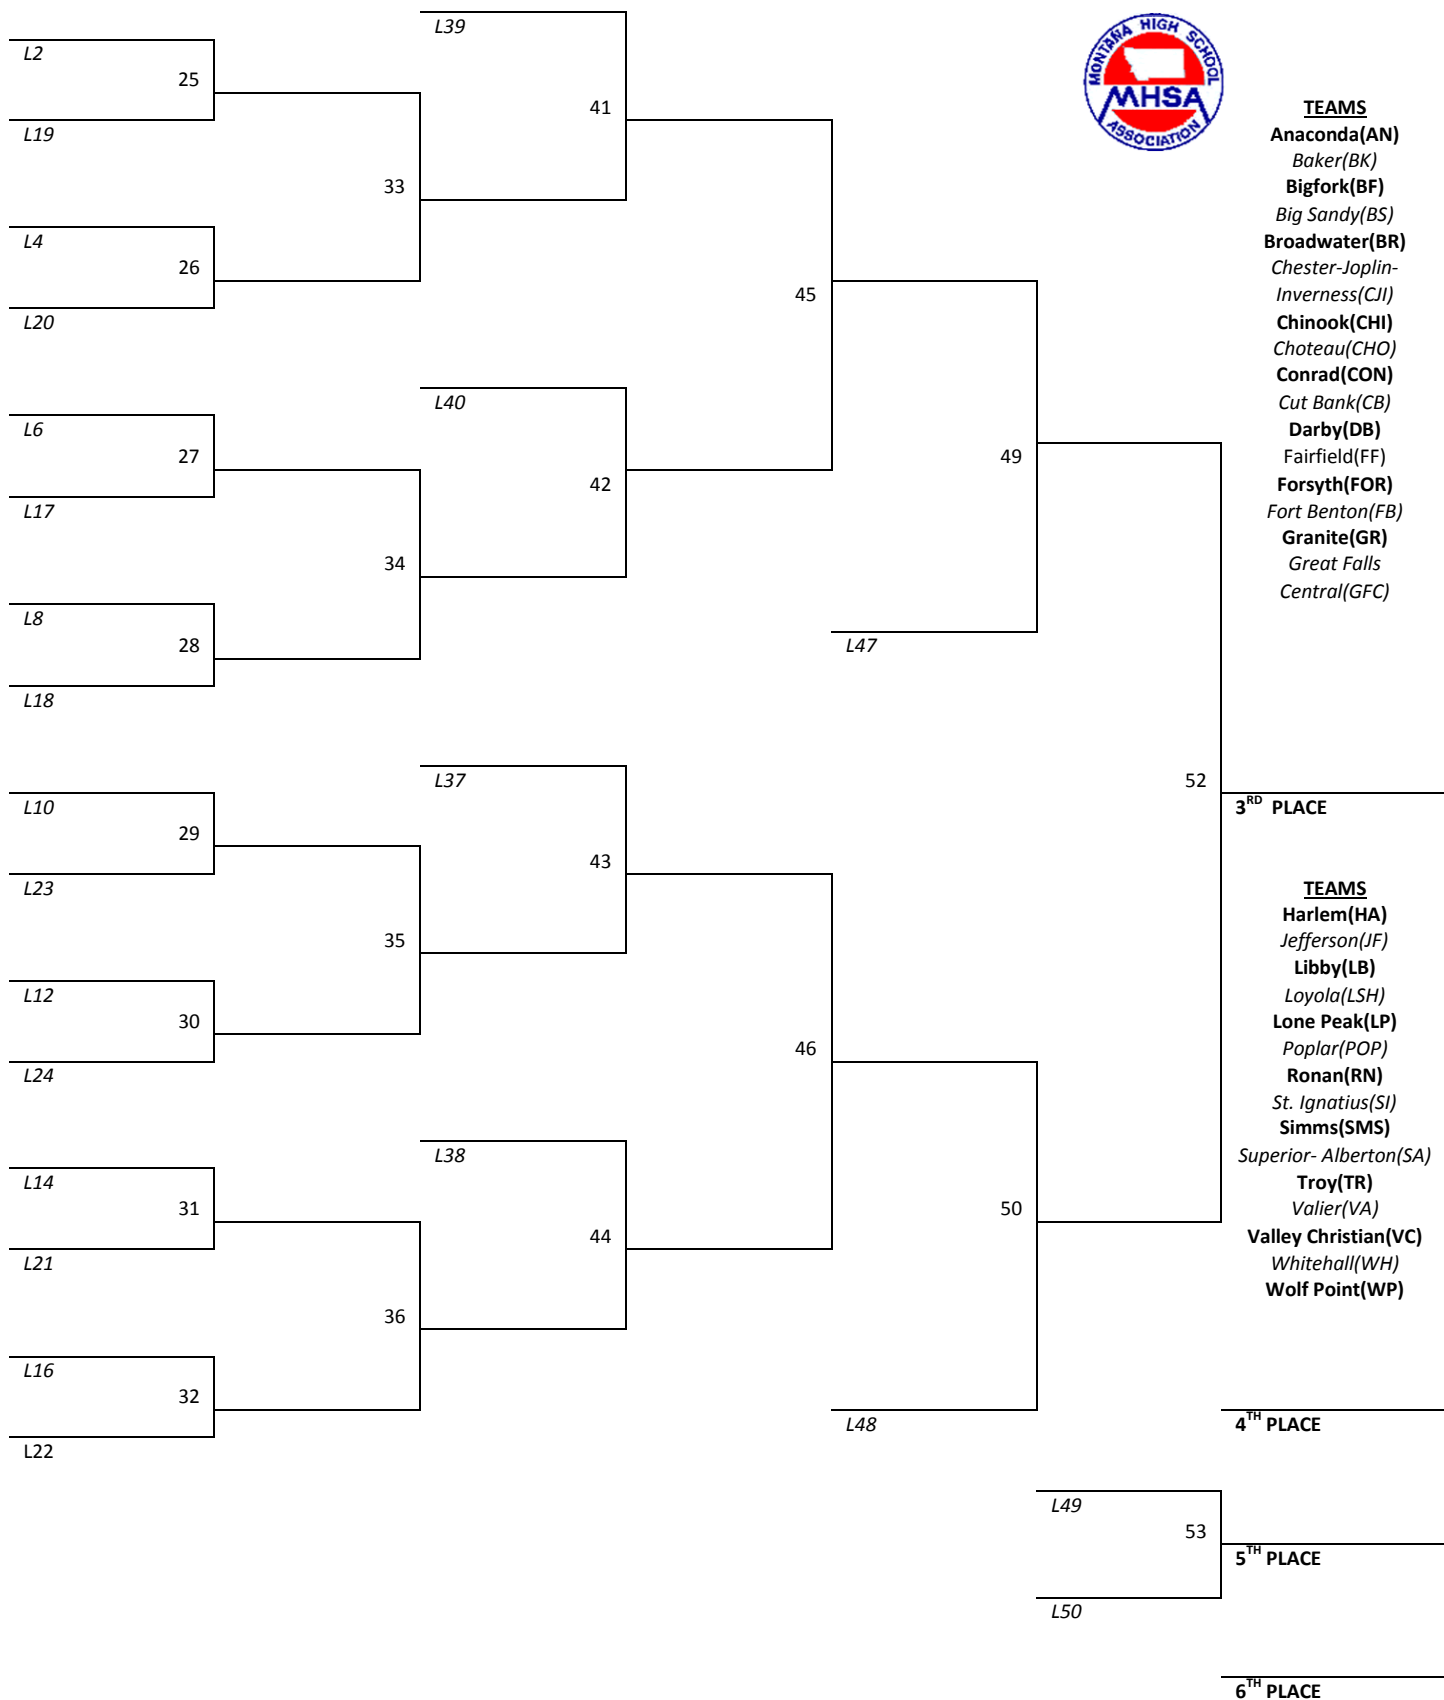 L39
MONTANA HIGH SCHOOL
MHSA
ASSOCIATION
L2
25
41
L19
33
L4
26
L20
45
L40
L6
27
42
49
L17
34
L8
28
L47
L18
L37
52
3RD PLACE
L10
29
43
L23
35
L12
30
46
L24
L38
L14
31
50
44
L21
36
L16
32
L48
4TH PLACE
L22
L49
53
5TH PLACE
L50
6TH PLACE
TEAMS
Anaconda(AN)
Baker(BK)
Bigfork(BF)
Big Sandy(BS)
Broadwater(BR)
Chester-Joplin-
Inverness(CJI)
Chinook(CHI)
Choteau(CHO)
Conrad(CON)
Cut Bank(CB)
Darby(DB)
Fairfield(FF)
Forsyth(FOR)
Fort Benton(FB)
Granite(GR)
Great Falls
Central(GFC)
TEAMS
Harlem(HA)
Jefferson(JF)
Libby(LB)
Loyola(LSH)
Lone Peak(LP)
Poplar(POP)
Ronan(RN)
St. Ignatius(SI)
Simms(SMS)
Superior- Alberton(SA)
Troy(TR)
Valier(VA)
Valley Christian(VC)
Whitehall(WH)
Wolf Point(WP)